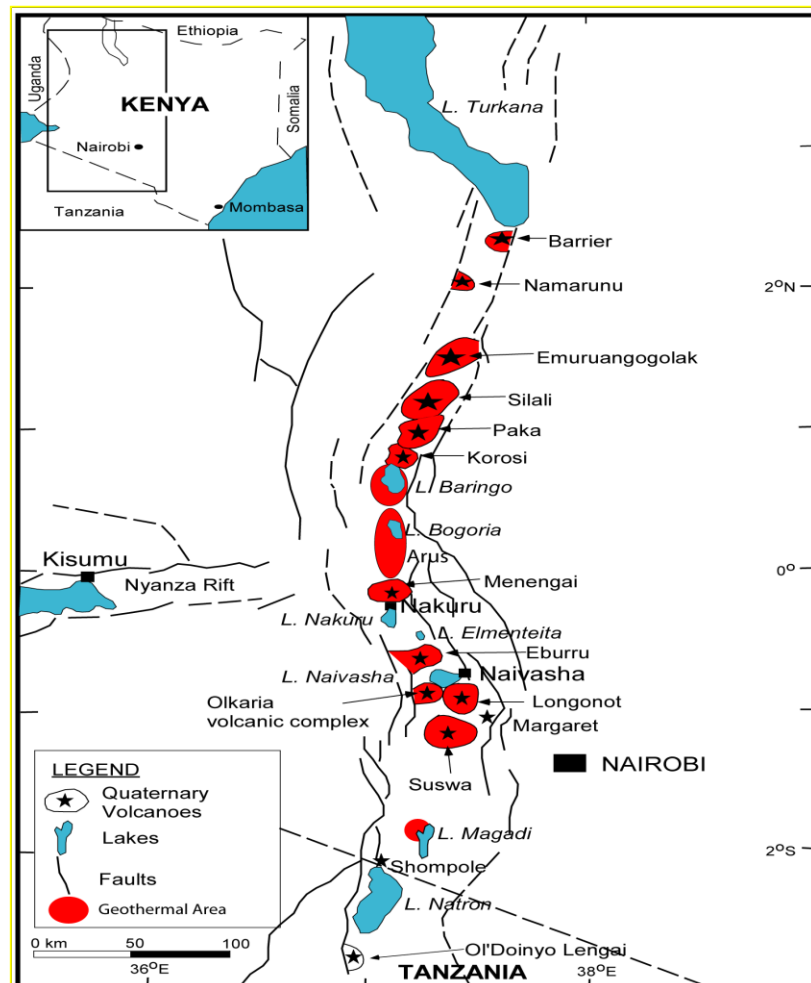 Ethiopia
Uganda
KENYA
Somalia
Nairobi
Tanzania
Mombasa
L. Turkana
Barrier
2°N
Namarunu
Emuruangogolak
Silali
Paka
Korosi
L. Baringo
L. Bogoria
Arus
Kisumu
0°
Nyanza Rift
Menengai
Nakuru
L. Nakuru
L. Elmenteita
Eburru
L. Naivasha
Naivasha
Olkaria
volcanic complex
Longonot
Margaret
NAIROBI
Suswa
LEGEND
Quaternary
Volcanoes
Lakes
Faults
Geothermal Area
0 km 50 100
L. Magadi
2°S
Shompole
L. Natron
Ol'Doinyo Lengai
36°E
TANZANIA
38°E